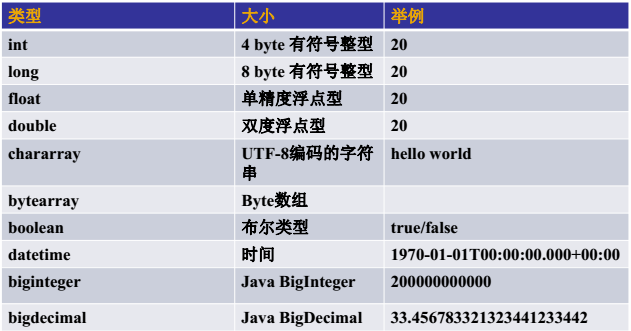 类型 大小 举例
int 4 byte 有符号整型 20
long 8 byte 有符号整型 20
float 单精度浮点型 20
double 双度浮点型 20
chararray UTF-8编码的字符 hello world
串
bytearray Byte数组
boolean 布尔类型 true/false
datetime 时间 1970-01-01T00:00:00.000+00:00
biginteger Java BigInteger 200000000000
bigdecimal Java BigDecimal 33.456783321323441233442